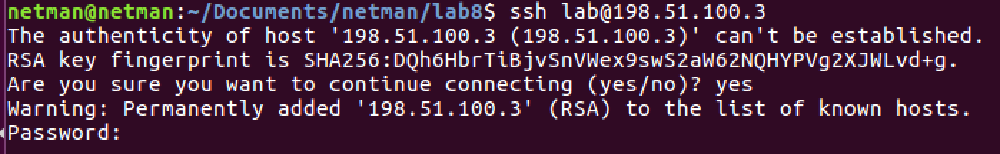 netman@netman:~/Documents/netman/lab8$ ssh lab@198.51.100.3
The authenticity of host '198.51.100.3 (198.51.100.3)' can't be established.
RSA key fingerprint is SHA256:DQh6HbrTiBjvSnVWex9swS2aW62NQHYPVg2XJWLvd+g.
Are you sure you want to continue connecting (yes/no)? yes
Warning: Permanently added '198.51.100.3' (RSA) to the list of known hosts.
Password: